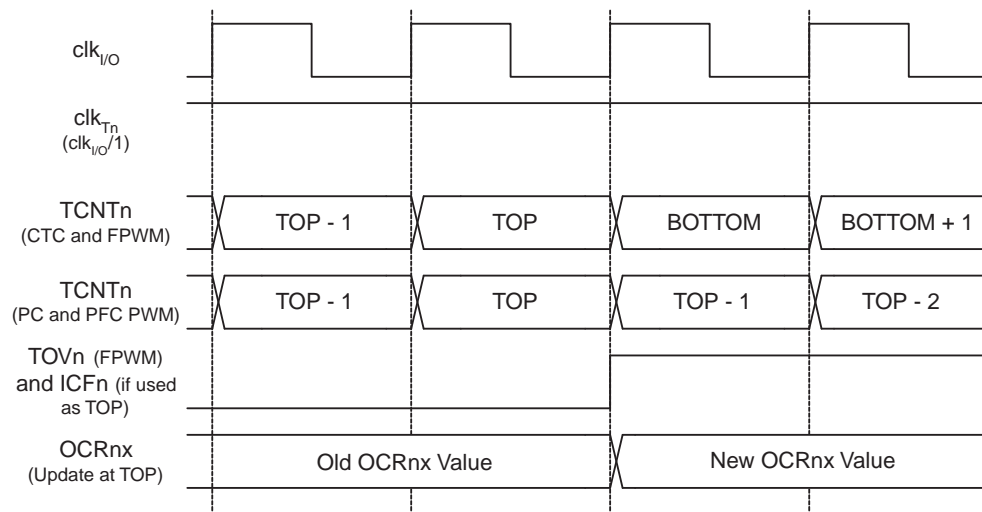 clkI/O
clkTn
(clkI/O/1)
TCNTn
(CTC and FPWM)
TOP - 1
TOP
BOTTOM
BOTTOM + 1
TCNTn
(PC and PFC PWM)
TOP - 1
TOP
TOP - 1
TOP - 2
TOVn (FPWM)
and ICFn (if used
as TOP)
OCRnx
(Update at TOP)
Old OCRnx Value
New OCRnx Value